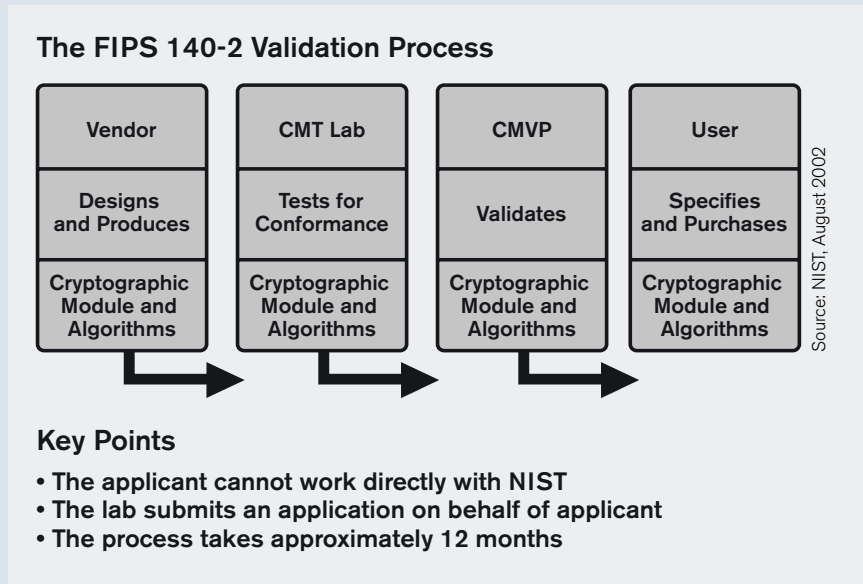 The FIPS 140-2 Validation Process
Vendor
Designs
and Produces
Cryptographic
Module and
Algorithms
CMT Lab
Tests for
Conformance
Cryptographic
Module and
Algorithms
CMVP
Validates
Cryptographic
Module and
Algorithms
User
Specifies
and Purchases
Cryptographic
Module and
Algorithms
Source: NIST, August 2002
Key Points
• The applicant cannot work directly with NIST
• The lab submits an application on behalf of applicant
• The process takes approximately 12 months